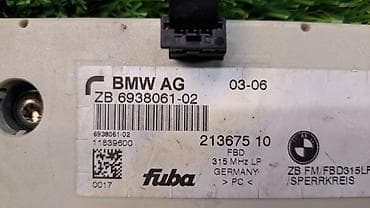 BMW AG 03-06
ZB 6938061-02
6938061-02
11839600
213675 10
FBD
315 MHz LP
GERMANY
> PC <
0017
fuba
BMW
ZB FM/FBD315LP
/SPERRKREIS